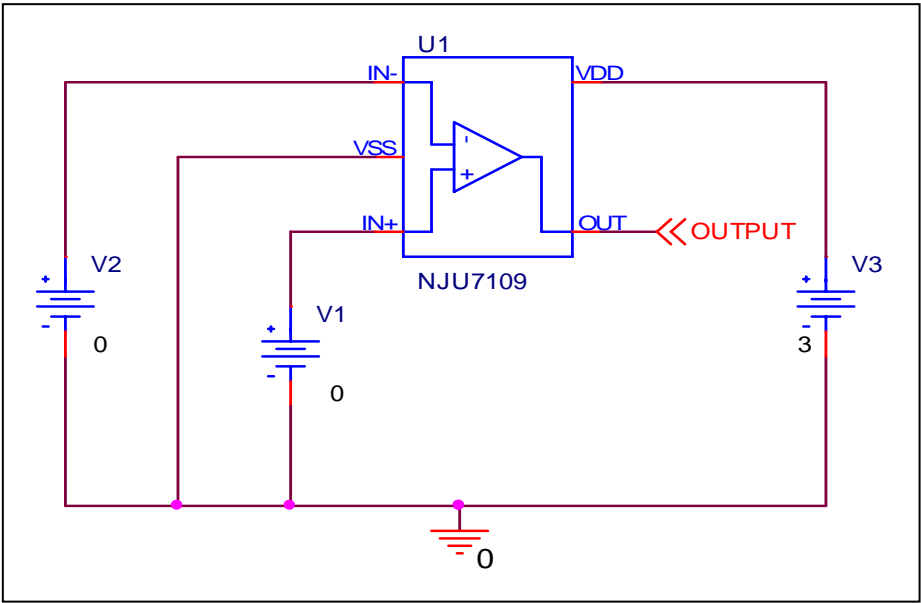 U1
IN-
VDD
VSS
-
+
IN+
OUT
OUTPUT
NJU7109
V2
+
-
0
V1
+
-
0
V3
+
-
3
0